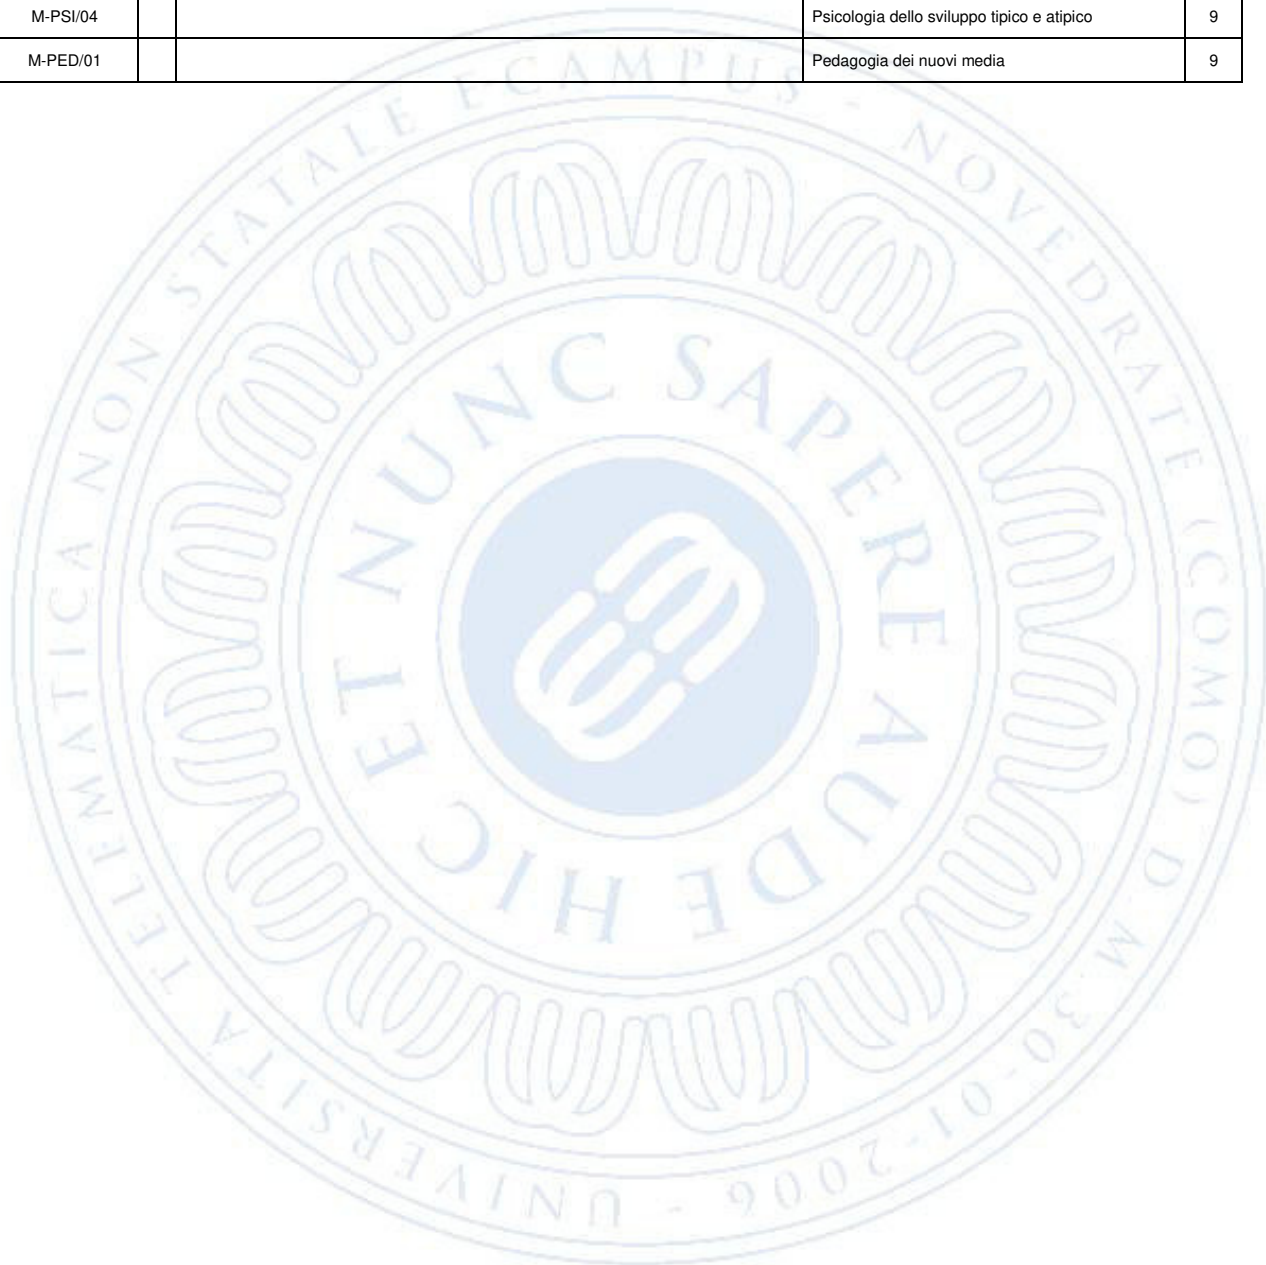 M-PSI/04 Psicologia dello sviluppo tipico e atipico 9
M-PED/01 Pedagogia dei nuovi media 9
UNIVERSITÀ TELEMATICA NON STATALE ECAMPUS - NOVEDRATE (COMO) D.M. 30-01-2006 -
HIC ET NUNC SAPERE AUDE